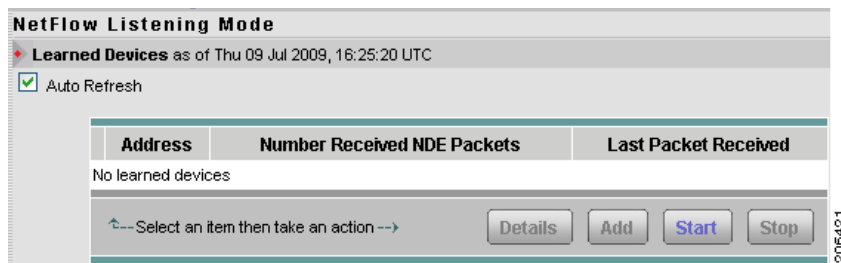 NetFlow Listening Mode
Learned Devices as of Thu 09 Jul 2009, 16:25:20 UTC
Auto Refresh
Address Number Received NDE Packets Last Packet Received
No learned devices
Select an item then take an action
Details Add Start Stop